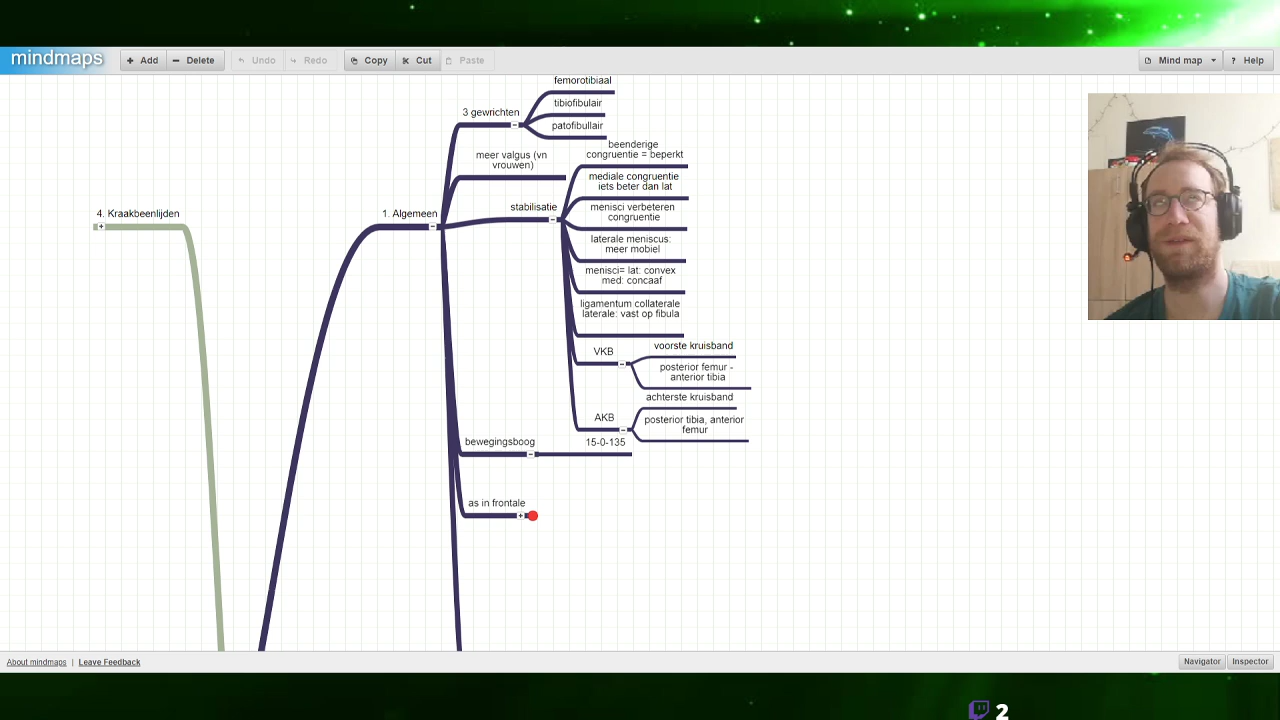 mindmaps
Add
Delete
Undo
Redo
Copy
Cut
Paste
Mind map
? Help
femorotibiaal
3 gewrichten
tibiofibulair
patofibullair
meer valgus (vn
vrouwen)
beenderige
congruentie = beperkt
mediale congruentie
iets beter dan lat
4. Kraakbeenlijden
1. Algemeen
stabilisatie
menisci verbeteren
congruentie
laterale meniscus:
meer mobiel
menisci= lat: convex
med: concaaf
ligamentum collaterale
laterale: vast op fibula
VKB
voorste kruisband
posterior femur -
anterior tibia
AKB
achterste kruisband
posterior tibia, anterior
femur
bewegingsboog
15-0-135
as in frontale
About mindmaps | Leave Feedback
Navigator
Inspector
2